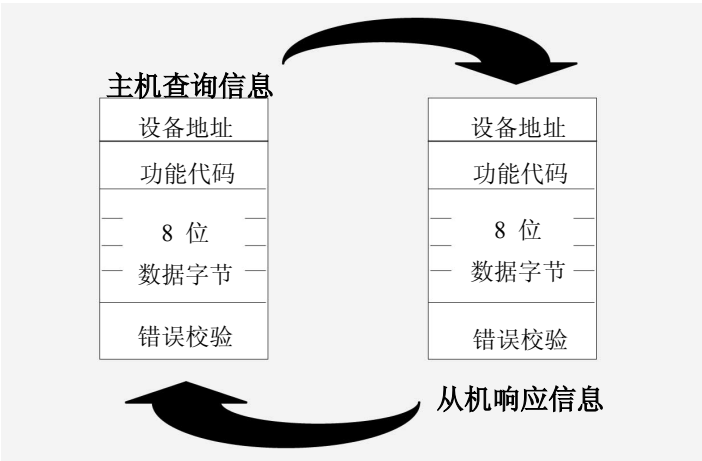 主机查询信息
设备地址
功能代码
8 位
数据字节
错误校验
设备地址
功能代码
8 位
数据字节
错误校验
从机响应信息